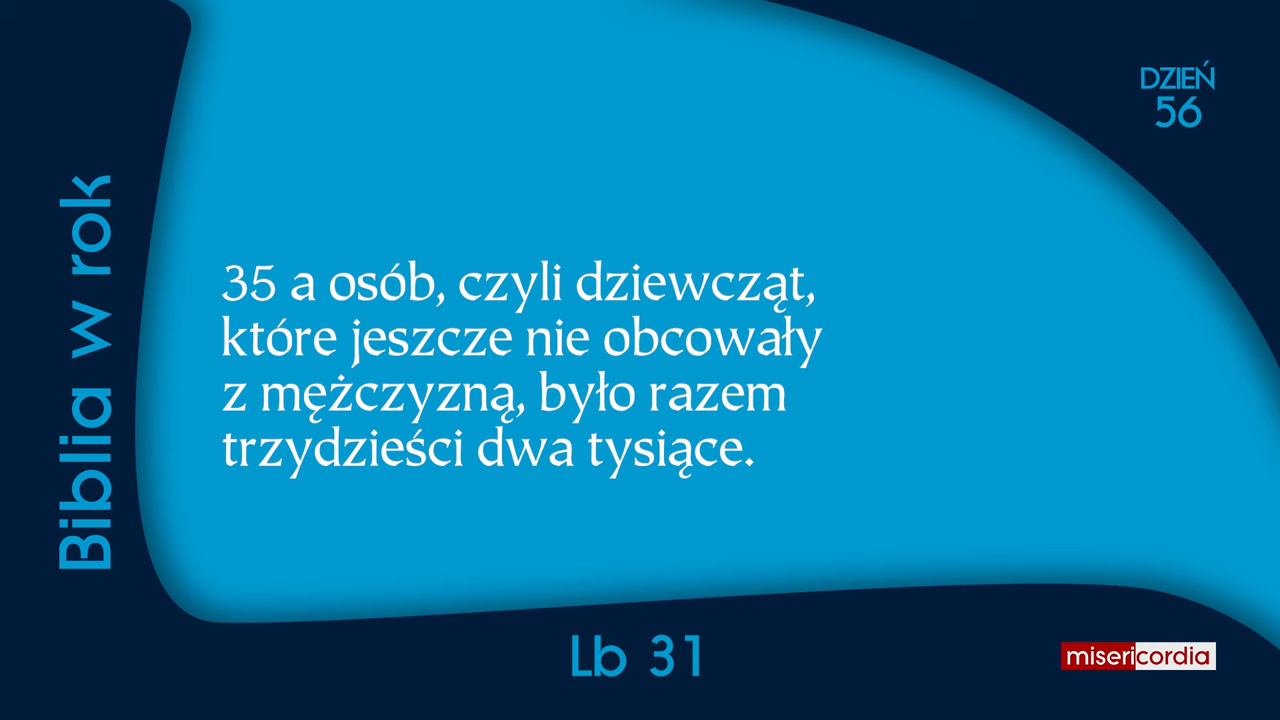 DZIEŃ
56
Biblia w rok
35 a osób, czyli dziewcząt,
które jeszcze nie obcowały
z mężczyzną, było razem
trzydzieści dwa tysiące.
Lb 31
misericordia